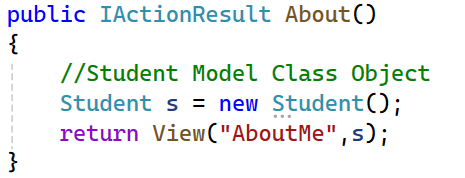 public IActionResult About()
{
//Student Model Class Object
Student s = new Student();
return View("AboutMe",s);
}